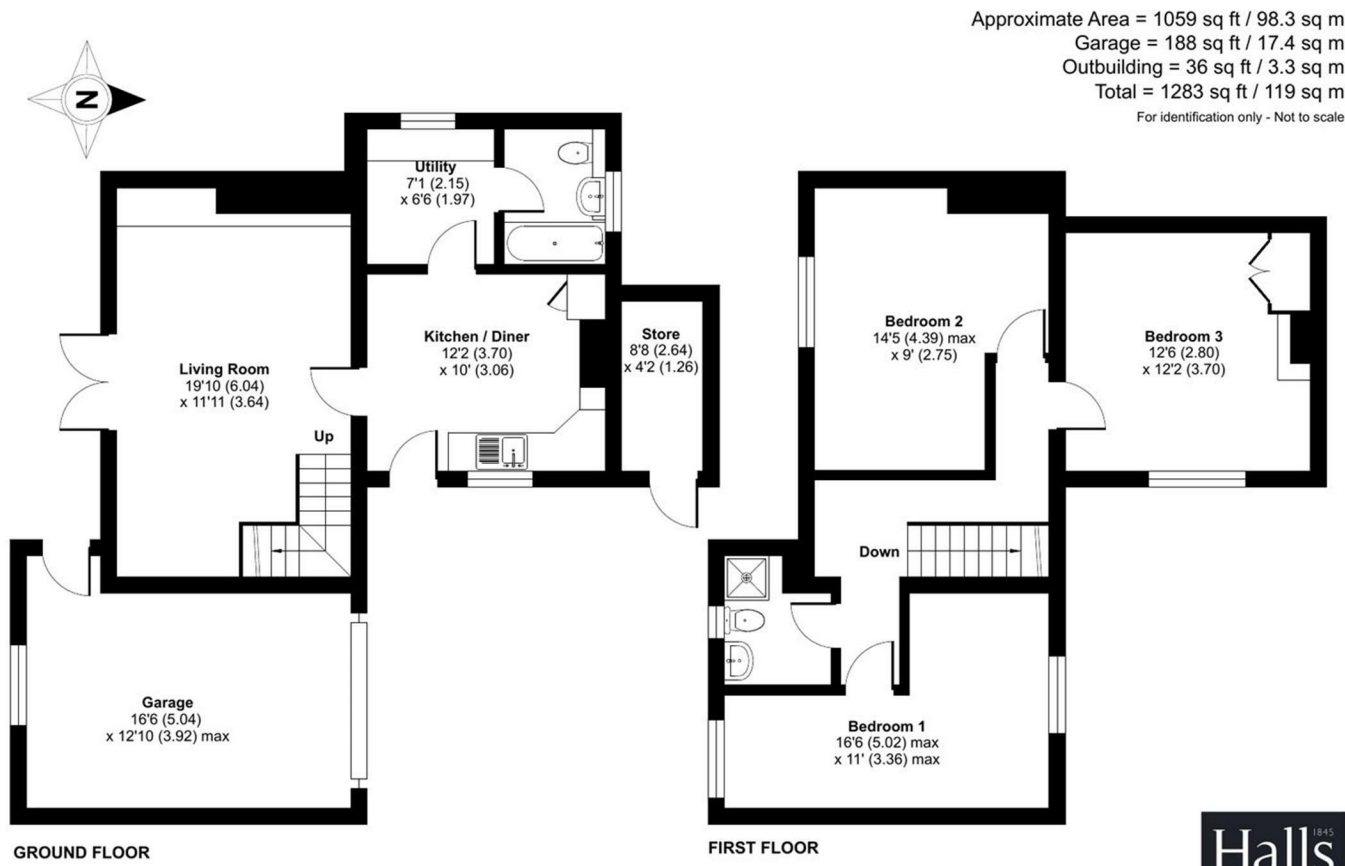 Approximate Area = 1059 sq ft / 98.3 sq m
Garage = 188 sq ft / 17.4 sq m
Outbuilding = 36 sq ft / 3.3 sq m
Total = 1283 sq ft / 119 sq m
For identification only - Not to scale
N
Utility
7'1 (2.15)
x 6'6 (1.97)
Kitchen / Diner
12'2 (3.70)
x 10' (3.06)
Store
8'8 (2.64)
x 4'2 (1.26)
Living Room
19'10 (6.04)
x 11'11 (3.64)
Up
Garage
16'6 (5.04)
x 12'10 (3.92) max
GROUND FLOOR
Bedroom 2
14'5 (4.39) max
x 9' (2.75)
Bedroom 3
12'6 (2.80)
x 12'2 (3.70)
Down
Bedroom 1
16'6 (5.02) max
x 11' (3.36) max
FIRST FLOOR
1845
Halls